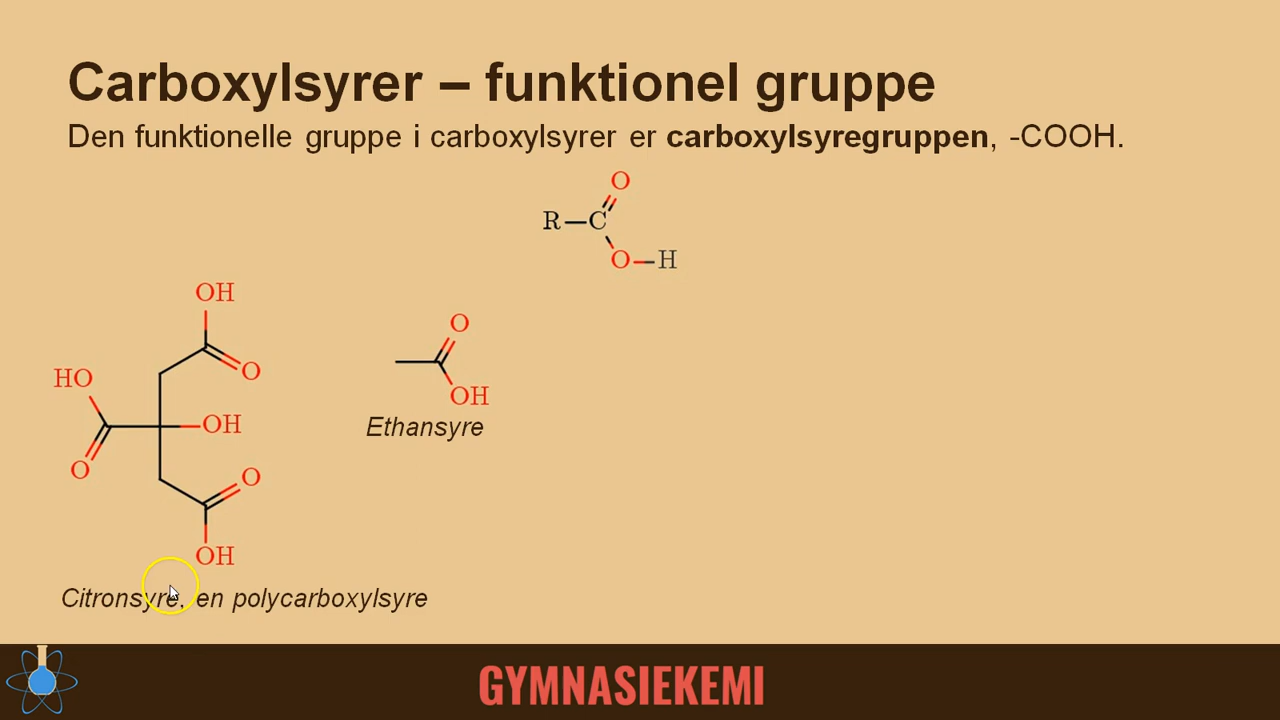 Carboxylsyrer – funktionel gruppe
Den funktionelle gruppe i carboxylsyrer er carboxylsyregruppen, -COOH.
O
R—C
O—H
OH
O
HO
OH
O
O
OH
O
OH
Ethansyre
Citronsyre, en polycarboxylsyre
GYMNASIEKEMI